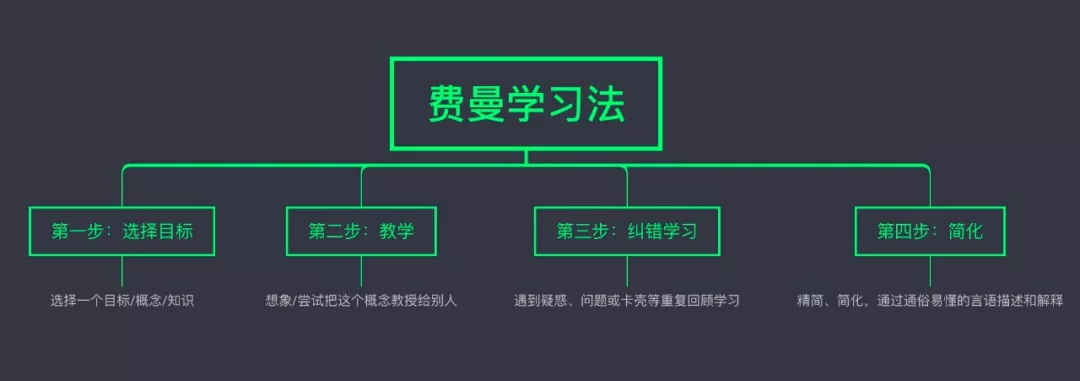 费曼学习法
第一步：选择目标
第二步：教学
第三步：纠错学习
第四步：简化
选择一个目标/概念/知识
想象/尝试把这个概念教授给别人
遇到疑惑、问题或卡壳等重复回顾学习
精简、简化，通过通俗易懂的言语描述和解释